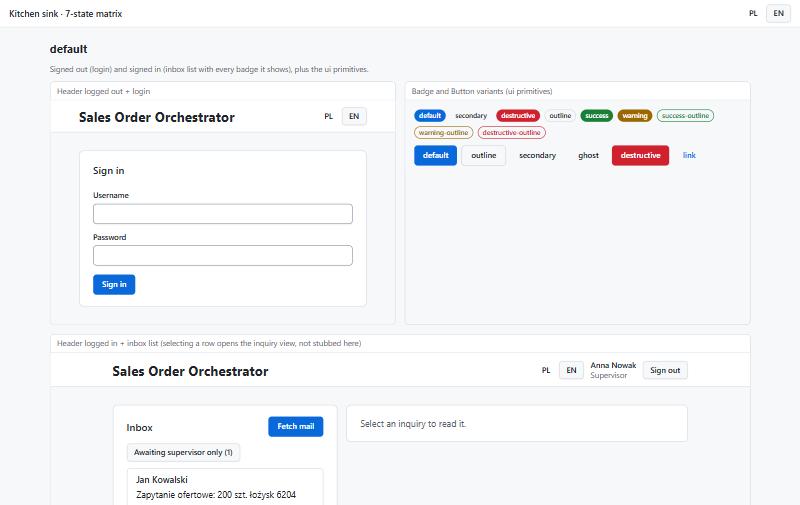 Kitchen sink · 7-state matrix
PL EN
default
Signed out (login) and signed in (inbox list with every badge it shows), plus the ui primitives.
Header logged out + login
Sales Order Orchestrator
PL EN
Sign in
Username
Password
Sign in
Badge and Button variants (ui primitives)
default secondary destructive outline success warning success-outline
warning-outline destructive-outline
default outline secondary ghost destructive link
Header logged in + inbox list (selecting a row opens the inquiry view, not stubbed here)
Sales Order Orchestrator
PL EN
Anna Nowak
Supervisor
Sign out
Inbox
Fetch mail
Awaiting supervisor only (1)
Jan Kowalski
Zapytanie ofertowe: 200 szt. łożysk 6204
Select an inquiry to read it.